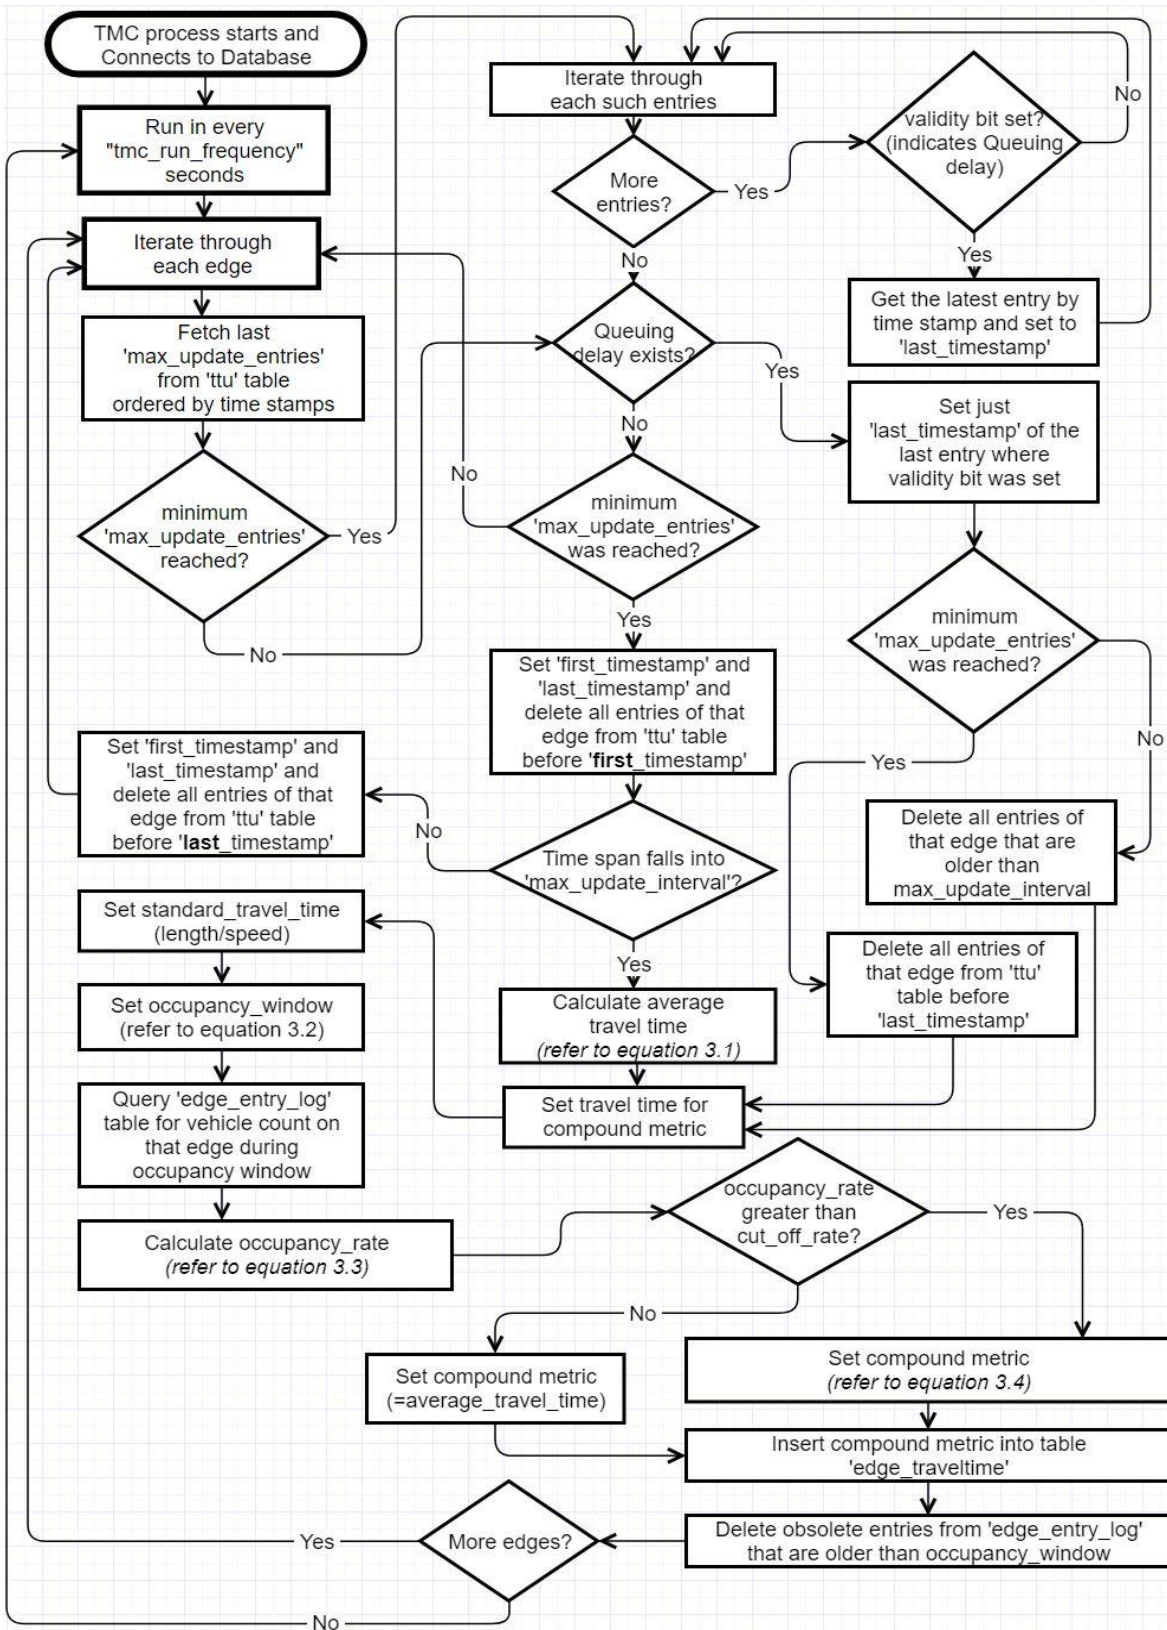 TMC process starts and
Connects to Database
Run in every
"tmc_run_frequency"
seconds
Iterate through
each edge
Fetch last
'max_update_entries'
from 'ttu' table
ordered by time stamps
minimum
'max_update_entries'
reached?
Yes
No
Iterate through
each such entries
More
entries?
Yes
No
validity bit set?
(indicates Queuing
delay)
No
Yes
Get the latest entry by
time stamp and set to
'last_timestamp'
Queuing
delay exists?
Yes
No
Set just
'last_timestamp' of the
last entry where
validity bit was set
minimum
'max_update_entries'
was reached?
No
Yes
minimum
'max_update_entries'
was reached?
No
Yes
Set 'first_timestamp' and
'last_timestamp' and
delete all entries of that
edge from 'ttu' table
before 'first_timestamp'
Set 'first_timestamp' and
'last_timestamp' and
delete all entries of that
edge from 'ttu' table
before 'last_timestamp'
No
Time span falls into
'max_update_interval'?
Yes
Delete all entries of
that edge that are
older than
max_update_interval
Delete all entries of
that edge from 'ttu'
table before
'last_timestamp'
Calculate average
travel time
(refer to equation 3.1)
Set travel time for
compound metric
Set standard_travel_time
(length/speed)
Set occupancy_window
(refer to equation 3.2)
Query 'edge_entry_log'
table for vehicle count on
that edge during
occupancy window
Calculate occupancy_rate
(refer to equation 3.3)
occupancy_rate
greater than
cut_off_rate?
Yes
No
Set compound metric
(=average_travel_time)
Set compound metric
(refer to equation 3.4)
Insert compound metric into table
'edge_traveltime'
Delete obsolete entries from 'edge_entry_log'
that are older than occupancy_window
More edges?
Yes
No